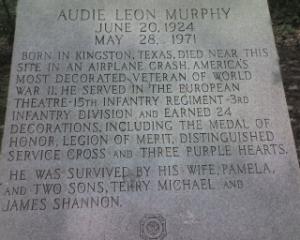 AUDIE LEON MURPHY
JUNE 20, 1924
MAY 28, 1971
BORN IN KINGSTON, TEXAS, DIED NEAR THIS
SITE IN AN AIRPLANE CRASH, AMERICA'S
MOST DECORATED VETERAN OF WORLD
WAR II. HE SERVED IN THE EUROPEAN
THEATRE-15TH INFANTRY REGIMENT-3RD
INFANTRY DIVISION AND EARNED 24
DECORATIONS, INCLUDING THE MEDAL OF
HONOR, LEGION OF MERIT, DISTINGUISHED
SERVICE CROSS AND THREE PURPLE HEARTS.
HE WAS SURVIVED BY HIS WIFE, PAMELA,
AND TWO SONS, TERRY MICHAEL AND
JAMES SHANNON.